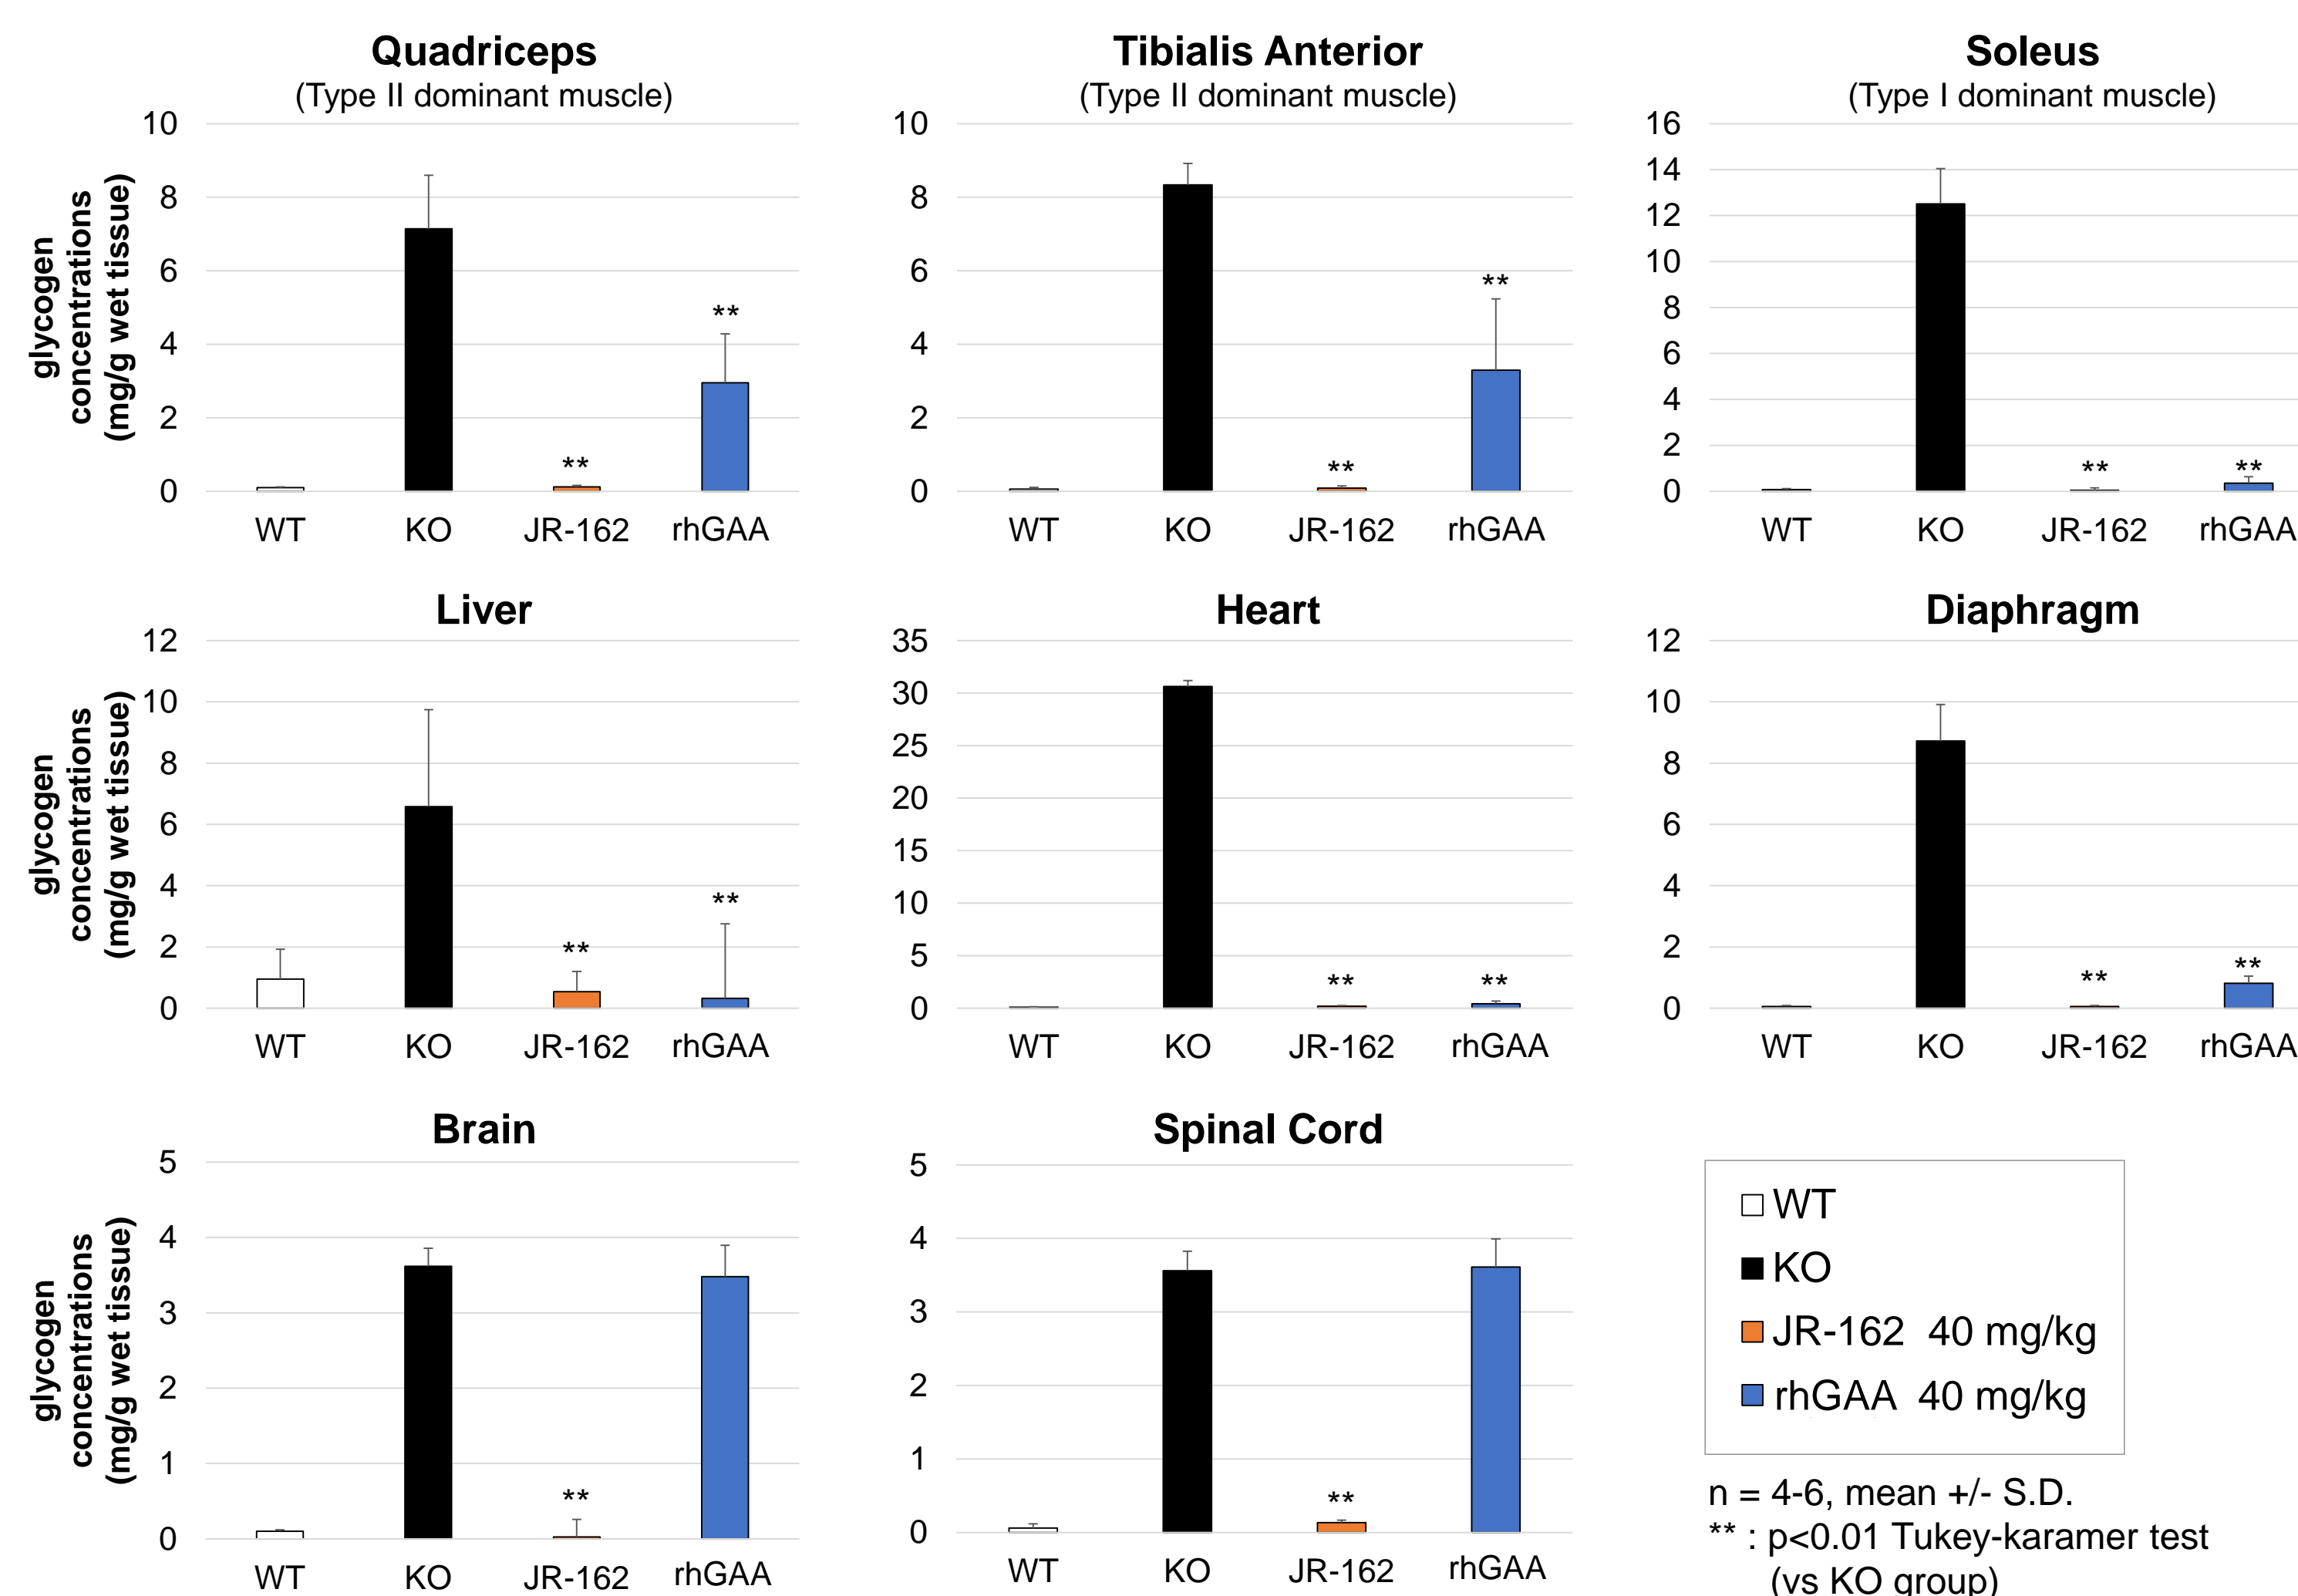 Quadriceps
(Type II dominant muscle)
glycogen
concentrations
(mg/g wet tissue)
10
8
6
4
2
0
**
**
WT KO JR-162 rhGAA
Tibialis Anterior
(Type II dominant muscle)
10
8
6
4
2
0
**
**
WT KO JR-162 rhGAA
Soleus
(Type I dominant muscle)
16
14
12
10
8
6
4
2
0
**
**
WT KO JR-162 rhGAA
Liver
glycogen
concentrations
(mg/g wet tissue)
12
10
8
6
4
2
0
**
**
WT KO JR-162 rhGAA
Heart
35
30
25
20
15
10
5
0
**
**
WT KO JR-162 rhGAA
Diaphragm
12
10
8
6
4
2
0
**
**
WT KO JR-162 rhGAA
Brain
glycogen
concentrations
(mg/g wet tissue)
5
4
3
2
1
0
**
WT KO JR-162 rhGAA
Spinal Cord
5
4
3
2
1
0
**
WT KO JR-162 rhGAA
WT
KO
JR-162 40 mg/kg
rhGAA 40 mg/kg
n = 4-6, mean +/- S.D.
** : p<0.01 Tukey-karamer test
(vs KO group)